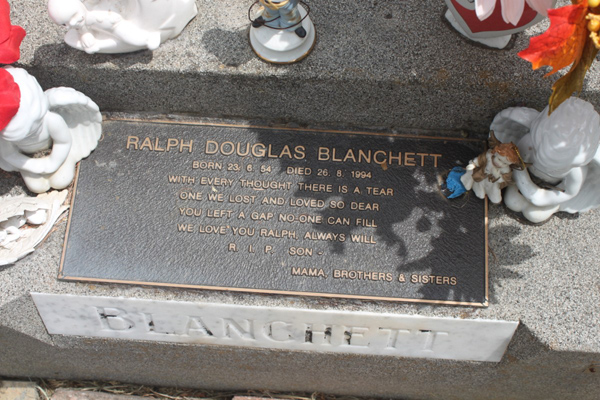 RALPH DOUGLAS BLANCHETT
BORN 23. 6. 54 DIED 26. 8. 1994
WITH EVERY THOUGHT THERE IS A TEAR
ONE WE LOST AND LOVED SO DEAR
YOU LEFT A GAP NO-ONE CAN FILL
WE LOVE YOU RALPH, ALWAYS WILL
R. I. P. SON -
MAMA, BROTHERS & SISTERS
BLANCHETT